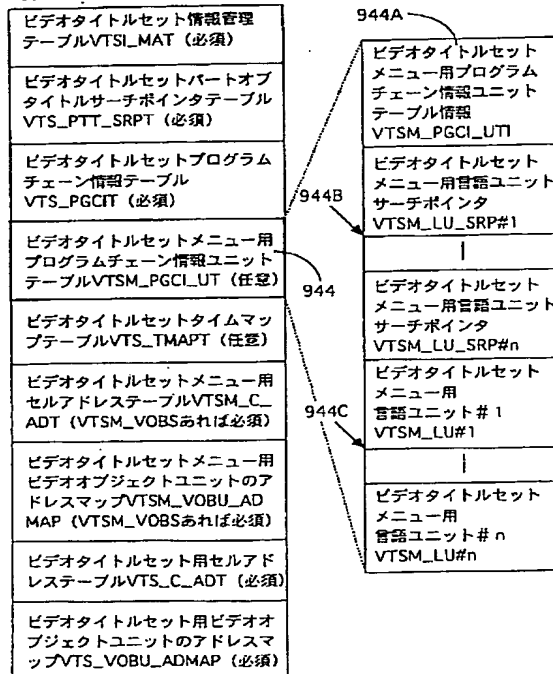 ビデオタイトルセット情報管理
テーブルVTSI_MAT（必須）
ビデオタイトルセットパートオブ
タイトルサーチポインタテーブル
VTS_PTT_SRPT（必須）
ビデオタイトルセットプログラム
チェーン情報テーブル
VTS_PGCIT（必須）
ビデオタイトルセットメニュー用
プログラムチェーン情報ユニット
テーブルVTSM_PGCI_UT（任意）
ビデオタイトルセットタイムマッ
プテーブルVTS_TMAPT（任意）
ビデオタイトルセットメニュー用
セルアドレステーブルVTSM_C_
ADT（VTSM_VOBSあれば必須）
ビデオタイトルセットメニュー用
ビデオオブジェクトユニットのア
ドレスマップVTSM_VOBU_AD
MAP（VTSM_VOBSあれば必須）
ビデオタイトルセット用セルアド
レステーブルVTS_C_ADT（必須）
ビデオタイトルセット用ビデオオ
ブジェクトユニットのアドレスマ
ップVTS_VOBU_ADMAP（必須）
944
944A
ビデオタイトルセット
メニュー用プログラム
チェーン情報ユニット
テーブル情報
VTSM_PGCI_UTI
944B
ビデオタイトルセット
メニュー用言語ユニット
サーチポインタ
VTSM_LU_SRP#1
ビデオタイトルセット
メニュー用言語ユニット
サーチポインタ
VTSM_LU_SRP#n
944C
ビデオタイトルセット
メニュー用
言語ユニット＃1
VTSM_LU#1
ビデオタイトルセット
メニュー用
言語ユニット＃n
VTSM_LU#n